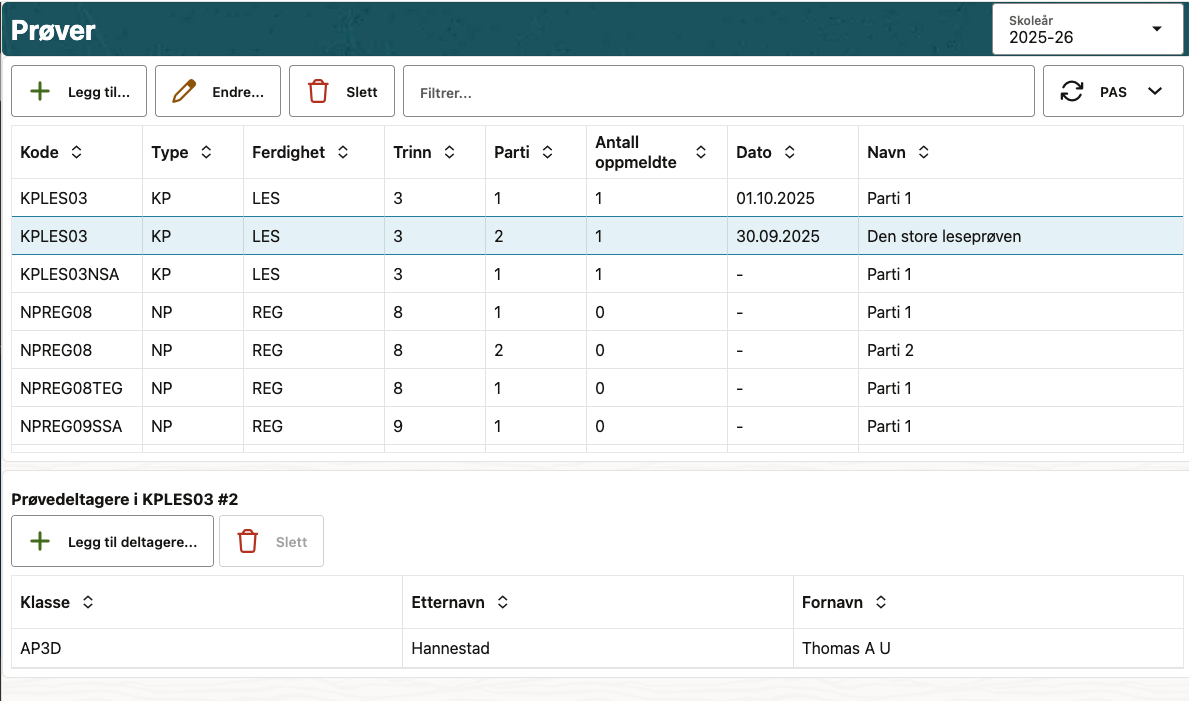 Prøver
Skoleår
2025-26
Legg til... Endre... Slett Filtrer... PAS
Kode Type Ferdighet Trinn Parti Antall oppmeldte Dato Navn
KPLES03 KP LES 3 1 1 01.10.2025 Parti 1
KPLES03 KP LES 3 2 1 30.09.2025 Den store leseprøven
KPLES03NSA KP LES 3 1 1 - Parti 1
NPREG08 NP REG 8 1 0 - Parti 1
NPREG08 NP REG 8 2 0 - Parti 2
NPREG08TEG NP REG 8 1 0 - Parti 1
NPREG09SSA NP REG 9 1 0 - Parti 1
Prøvedeltagere i KPLES03 #2
Legg til deltagere... Slett
Klasse Etternavn Fornavn
AP3D Hannestad Thomas A U